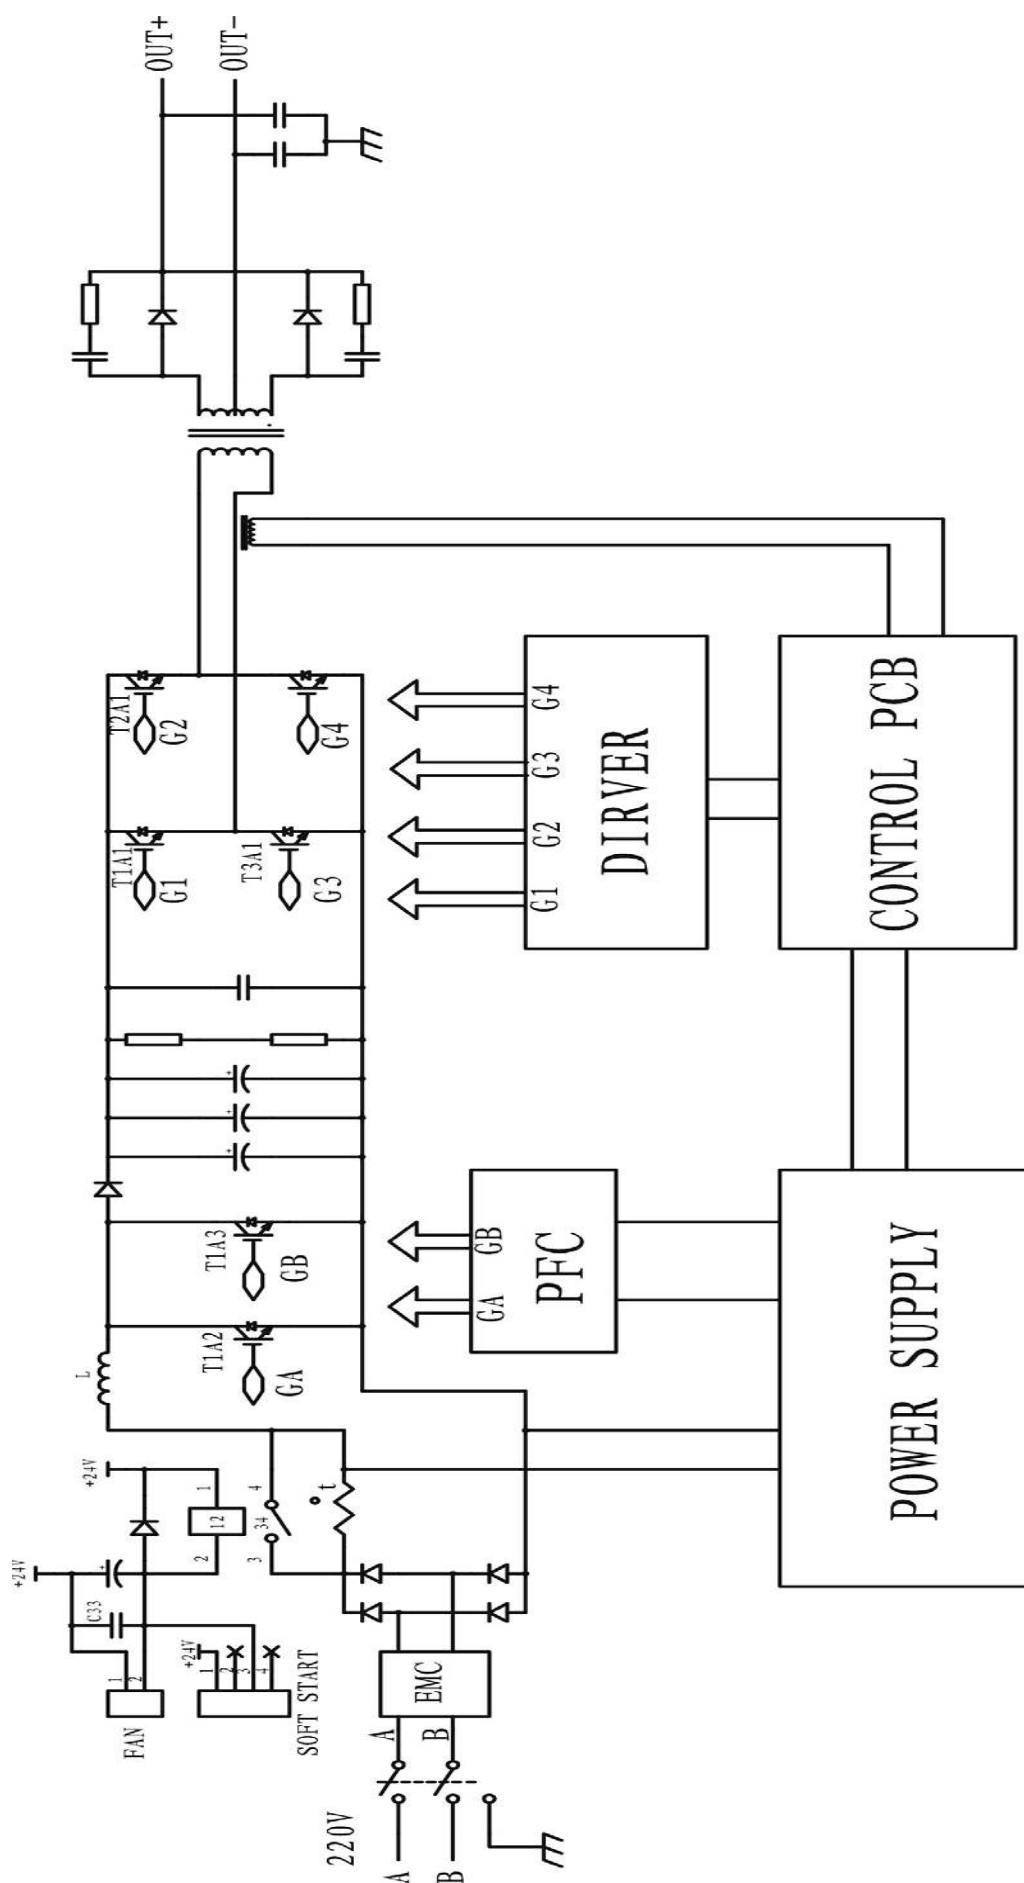 +24V
+24V
FAN
1
2
C33
2
12
1
SOFT START
+24V
1
2
3
4
3
34
4
t
L
220V
A
B
A
B
EMC
T1A2
GA
T1A3
GB
T1A1
G1
T2A1
G2
T3A1
G3
G4
OUT+
OUT-
GA
GB
PFC
G1
G2
G3
G4
DIRVER
POWER SUPPLY
CONTROL PCB